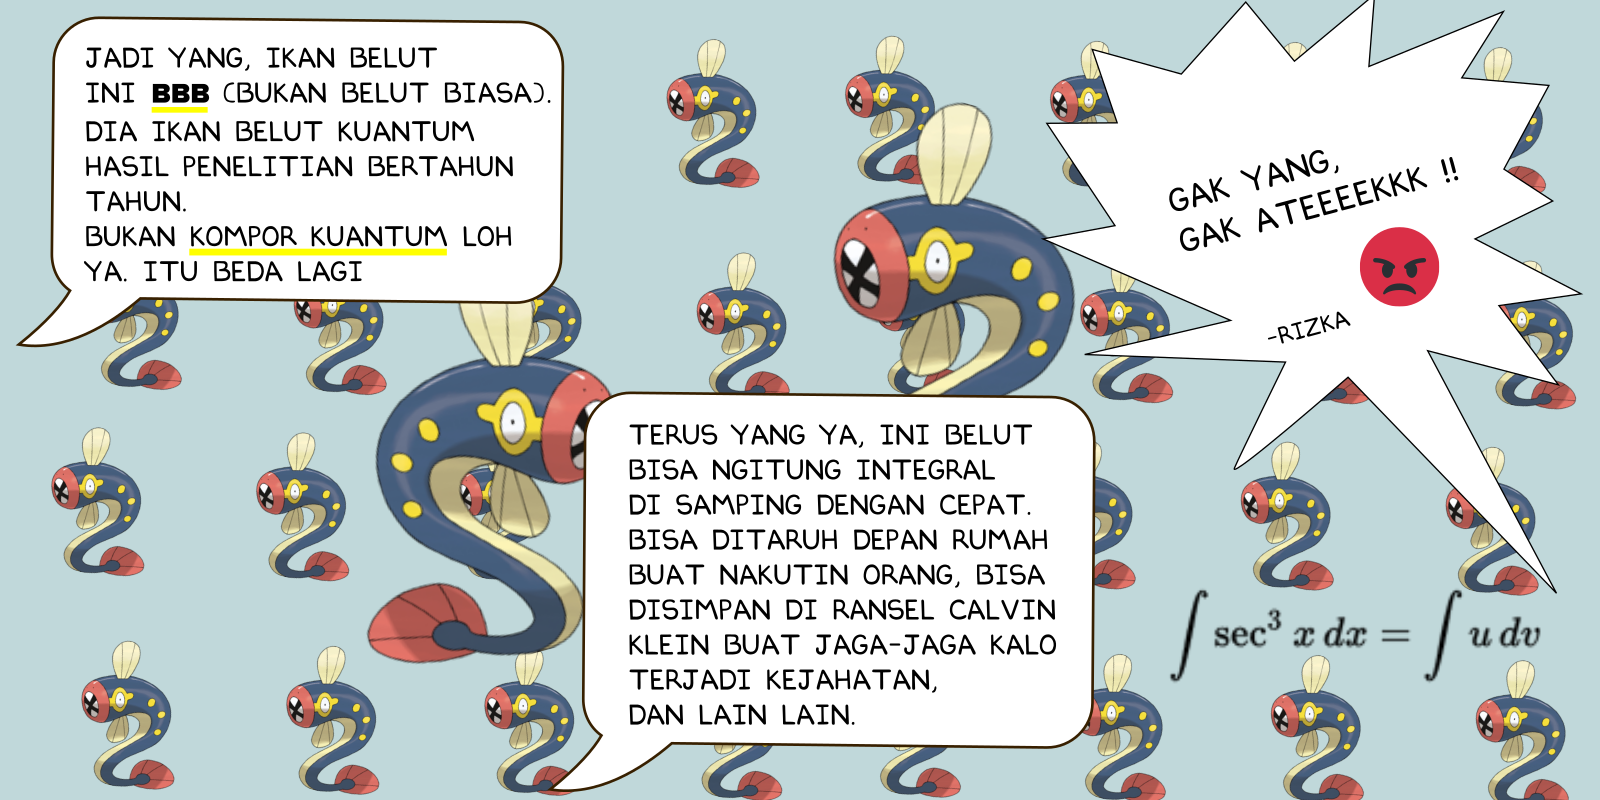 JADI YANG, IKAN BELUT
INI BBB (BUKAN BELUT BIASA).
DIA IKAN BELUT KUANTUM
HASIL PENELITIAN BERTAHUN
TAHUN.
BUKAN KOMPOR KUANTUM LOH
YA. ITU BEDA LAGI
GAK YANG,
GAK ATEEEEKKK !!
-RIZKA
TERUS YANG YA, INI BELUT
BISA NGITUNG INTEGRAL
DI SAMPING DENGAN CEPAT.
BISA DITARUH DEPAN RUMAH
BUAT NAKUTIN ORANG, BISA
DISIMPAN DI RANSEL CALVIN
KLEIN BUAT JAGA-JAGA KALO
TERJADI KEJAHATAN,
DAN LAIN LAIN.
∫ sec³ x dx = ∫ u dv